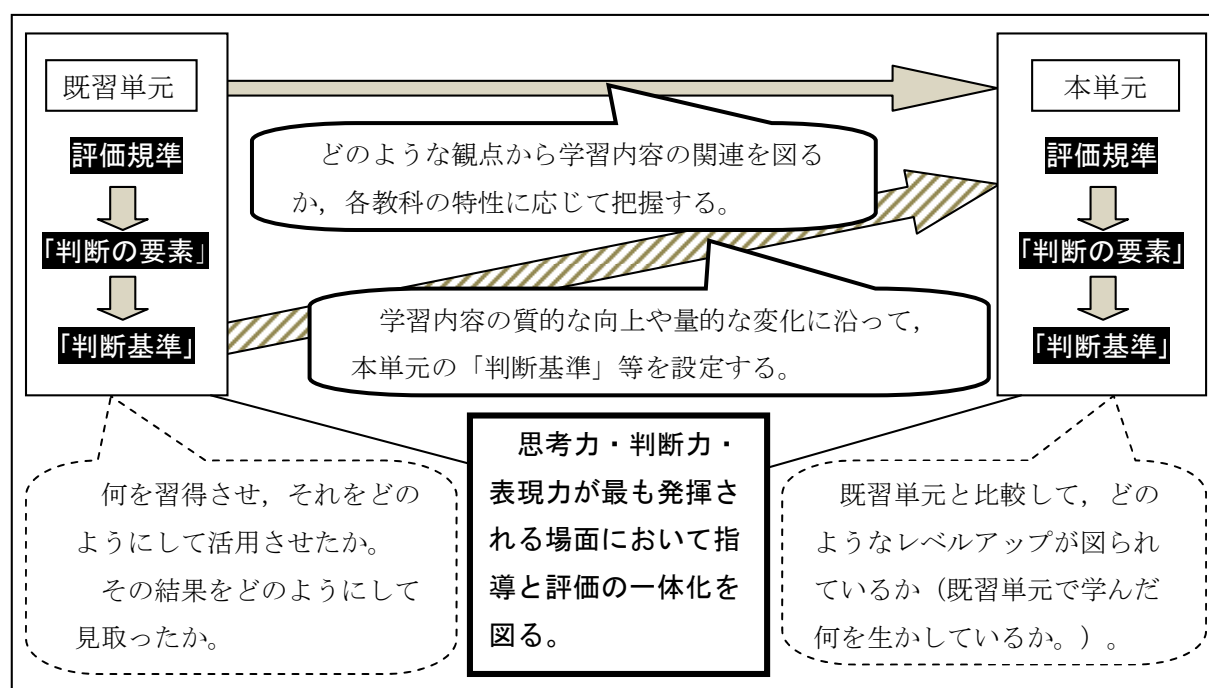 既習単元
評価規準
「判断の要素」
「判断基準」
どのような観点から学習内容の関連を図る
か，各教科の特性に応じて把握する。
学習内容の質的な向上や量的な変化に沿って，
本単元の「判断基準」等を設定する。
本単元
評価規準
「判断の要素」
「判断基準」
何を習得させ，それをどの
ようにして活用させたか。
その結果をどのようにして
見取ったか。
思考力・判断力・
表現力が最も発揮さ
れる場面において指
導と評価の一体化を
図る。
既習単元と比較して，どの
ようなレベルアップが図られ
ているか（既習単元で学んだ
何を生かしているか。）。